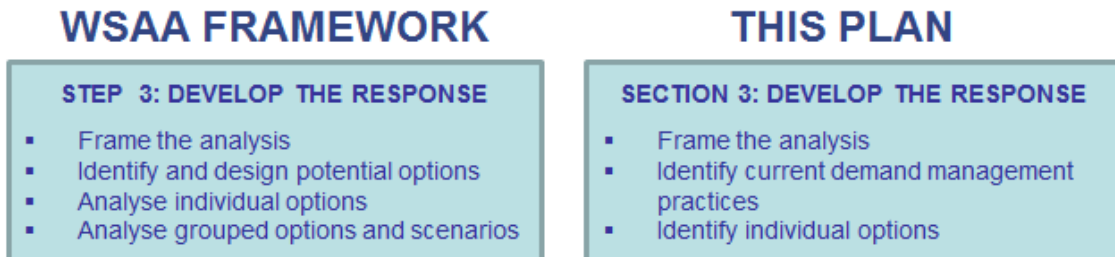 WSAA FRAMEWORK
STEP 3: DEVELOP THE RESPONSE
▪ Frame the analysis
▪ Identify and design potential options
▪ Analyse individual options
▪ Analyse grouped options and scenarios
THIS PLAN
SECTION 3: DEVELOP THE RESPONSE
▪ Frame the analysis
▪ Identify current demand management
practices
▪ Identify individual options